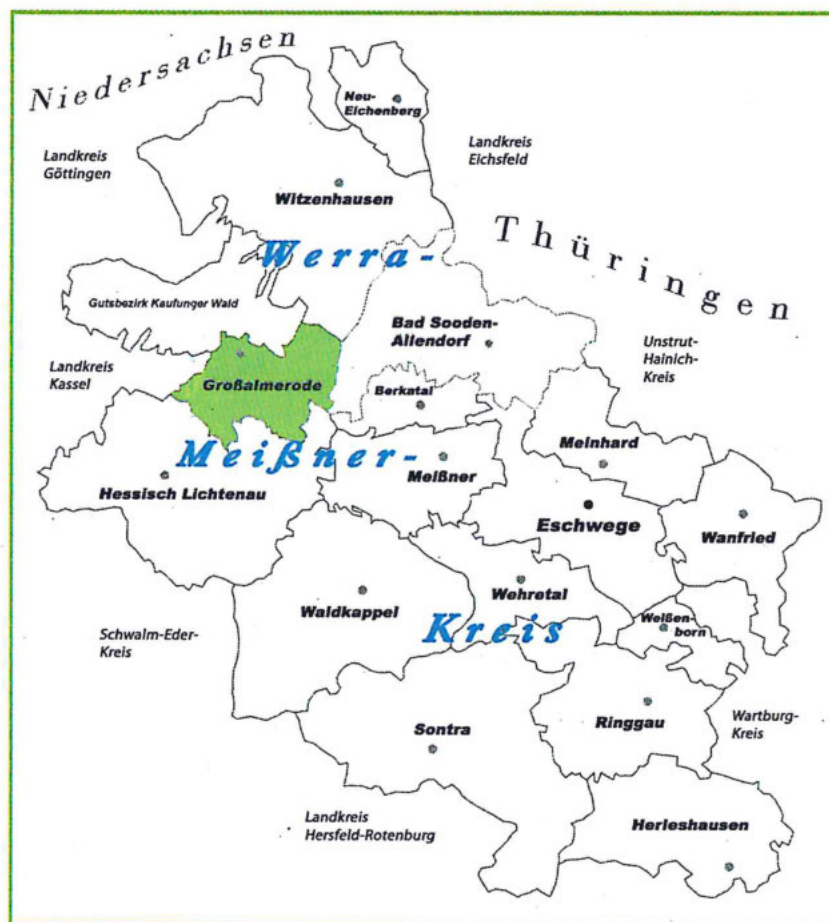 Niedersachsen
Neu-
Eichenberg
Landkreis
Göttingen
Landkreis
Eichsfeld
Witzenhausen
Thüringen
Werra-
Gutsbezirk Kaufunger Wald
Bad Sooden-
Allendorf
Unstrut-
Hainich-
Kreis
Landkreis
Kassel
Großalmerode
Berkatal
Meißner-
Meinhard
Hessisch Lichtenau
Meißner
Eschwege
Wanfried
Waldkappel
Wehretal
Kreis
Weißen-
born
Schwalm-Eder-
Kreis
Sontra
Ringgau
Wartburg-
Kreis
Landkreis
Hersfeld-Rotenburg
Herleshausen